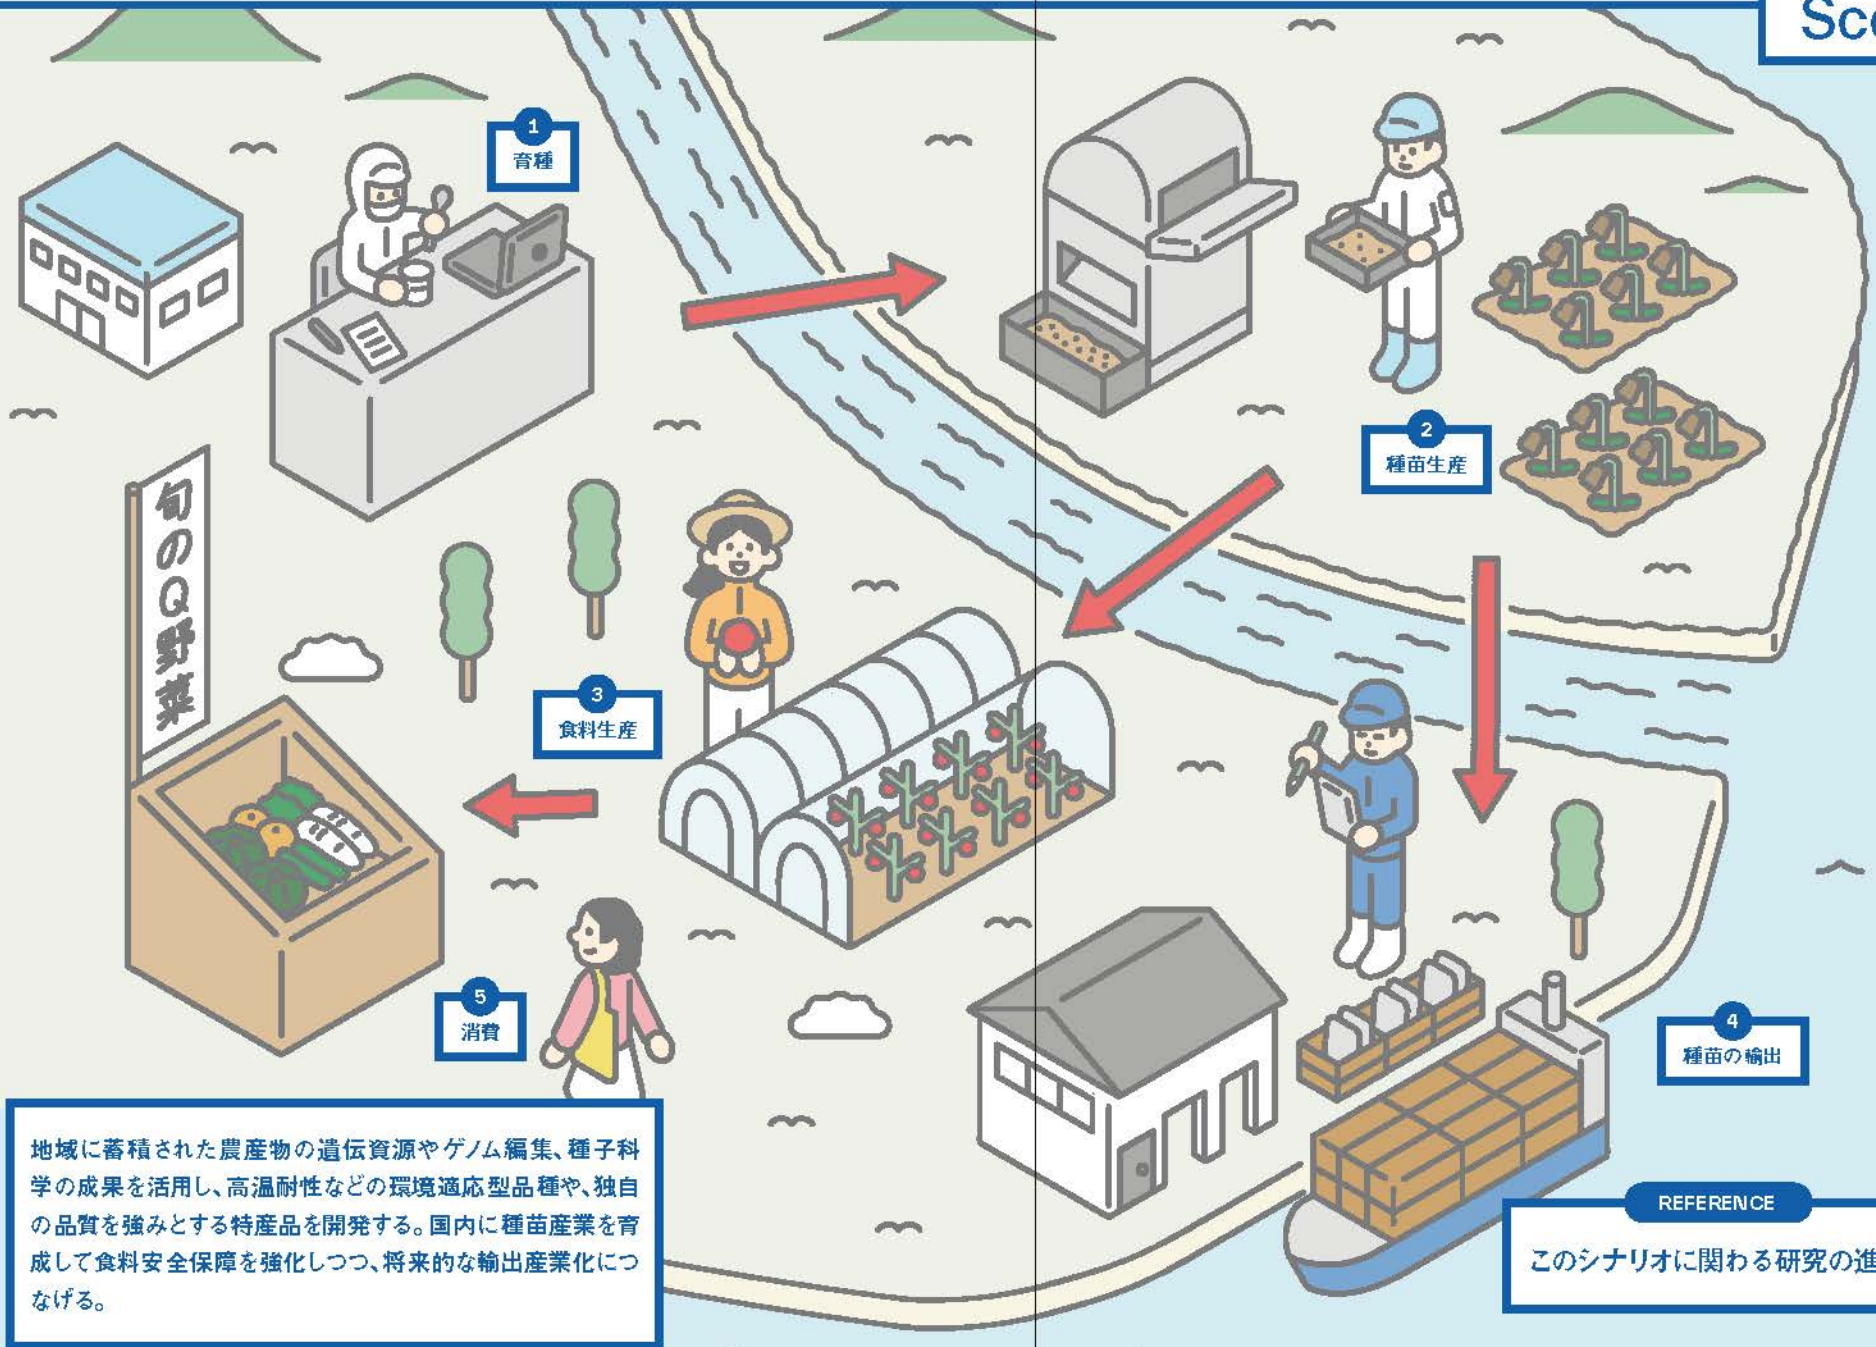 Sce
1
育種
2
種苗生産
旬のQ野菜
3
食料生産
5
消費
4
種苗の輸出
地域に蓄積された農産物の遺伝資源やゲノム編集、種子科
学の成果を活用し、高温耐性などの環境適応型品種や、独自
の品質を強みとする特産品を開発する。国内に種苗産業を育
成して食料安全保障を強化しつつ、将来的な輸出産業化につ
なげる。
REFERENCE
このシナリオに関わる研究の進